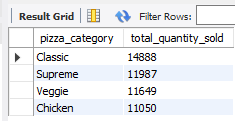 Result Grid Filter Rows:
pizza_category total_quantity_sold
Classic 14888
Supreme 11987
Veggie 11649
Chicken 11050